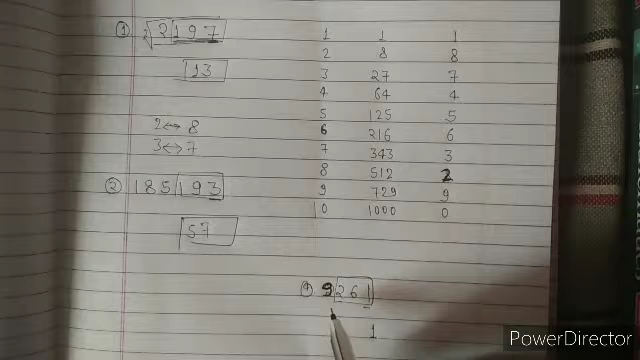 ① ∛2197
13
2↔8
3↔7
② 185193
57
1 1 1
2 8 8
3 27 7
4 64 4
5 125 5
6 216 6
7 343 3
8 512 2
9 729 9
10 1000 0
9261
1
PowerDirector